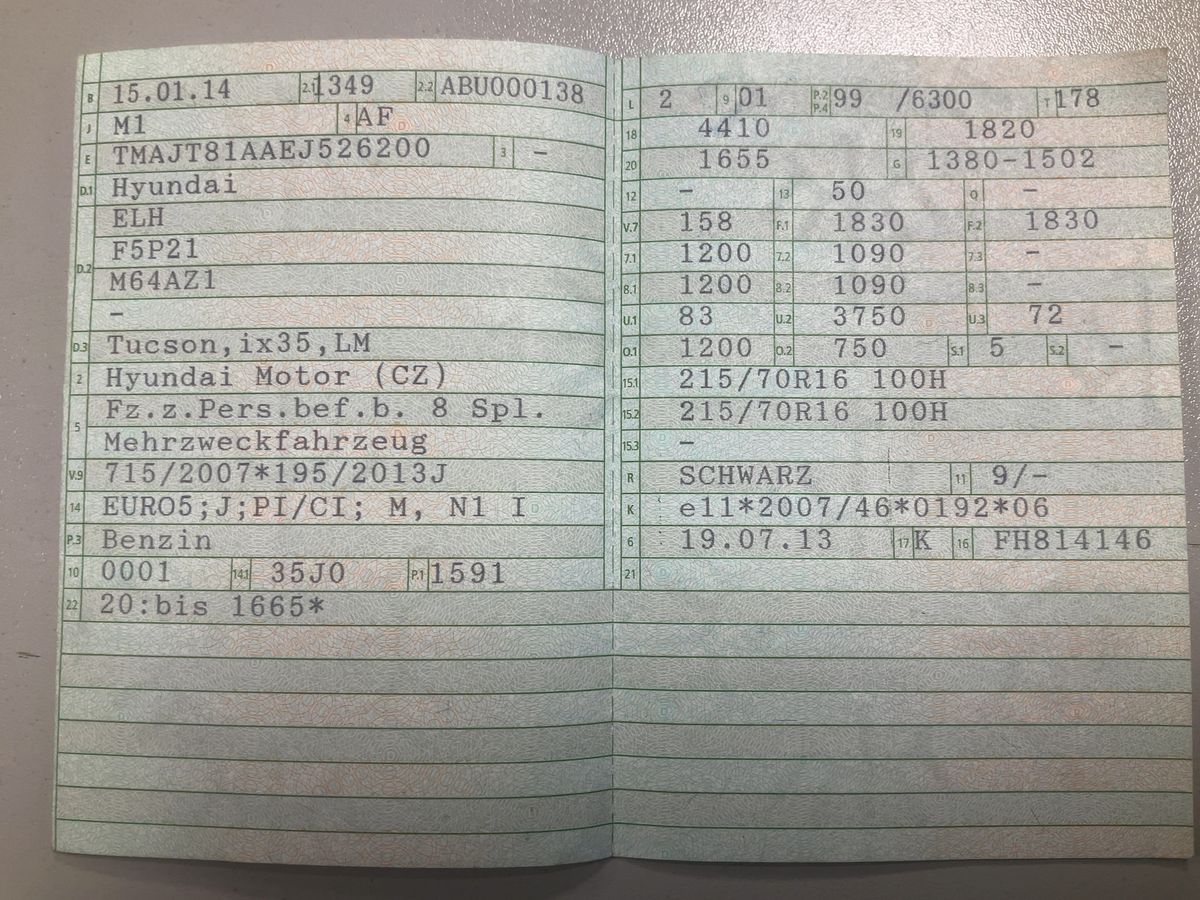 B 15.01.14 2.1 1349 2.2 ABU000138
J M1 4 AF
E TMAJT81AAEJ526200 3 –
D.1 Hyundai
D.2 ELH
F5P21
M64AZ1
–
D.3 Tucson,ix35,LM
2 Hyundai Motor (CZ)
5 Fz.z.Pers.bef.b. 8 Spl.
Mehrzweckfahrzeug
V.9 715/2007*195/2013J
14 EURO5;J;PI/CI; M, N1 I
P.3 Benzin
10 0001 14.1 35J0 P.1 1591
22 20:bis 1665*
L 2 9 01 P.2 P.4 99 /6300 T 178
18 4410 19 1820
20 1655 G 1380-1502
12 – 13 50 Q –
V.7 158 F.1 1830 F.2 1830
7.1 1200 7.2 1090 7.3 –
8.1 1200 8.2 1090 8.3 –
U.1 83 U.2 3750 U.3 72
O.1 1200 O.2 750 S.1 5 S.2 –
15.1 215/70R16 100H
15.2 215/70R16 100H
15.3 –
R SCHWARZ 11 9/-
K e11*2007/46*0192*06
6 19.07.13 17 K 16 FH814146
21